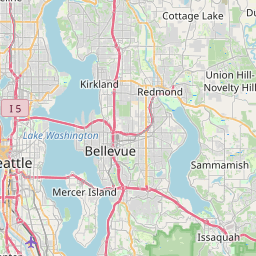 Cottage Lake
Kirkland
Union Hill-
Novelty Hill
Redmond
I 5
Lake Washington
Bellevue
eattle
Sammamish
Mercer Island
Issaquah